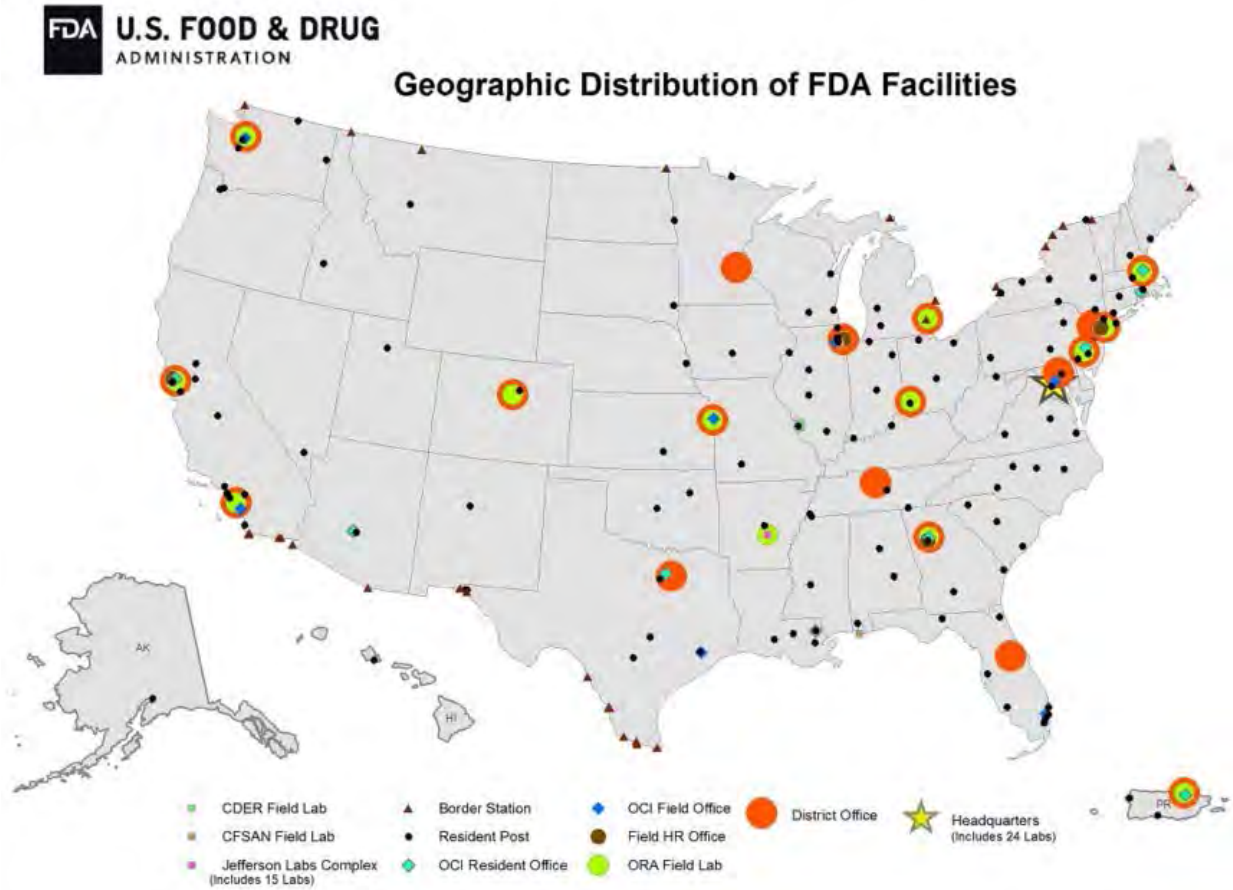 FDA
U.S. FOOD & DRUG
ADMINISTRATION
Geographic Distribution of FDA Facilities
AK
HI
PR
CDER Field Lab
CFSAN Field Lab
Jefferson Labs Complex
(Includes 15 Labs)
Border Station
Resident Post
OCI Resident Office
OCI Field Office
Field HR Office
ORA Field Lab
District Office
Headquarters
(Includes 24 Labs)